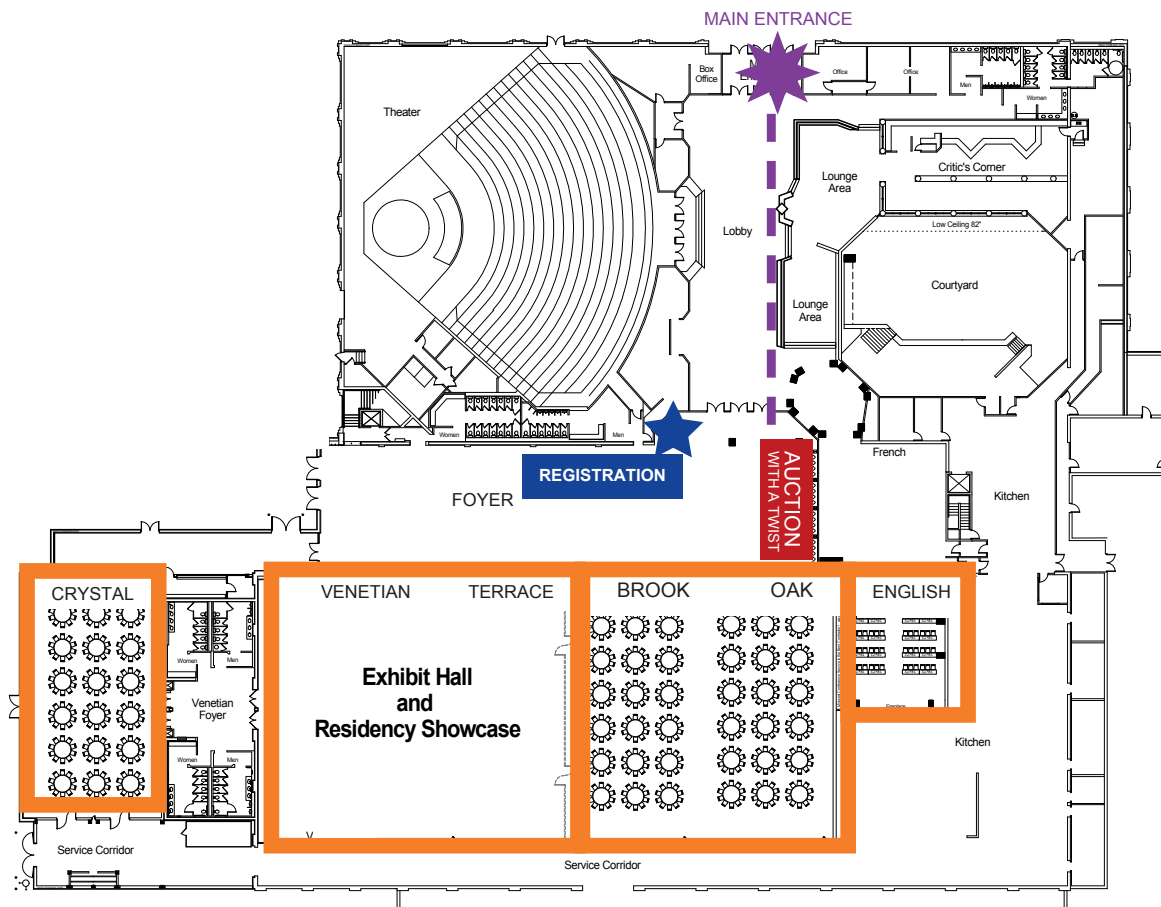 MAIN ENTRANCE
Box
Office
Office
Office
Men
Women
Theater
Critic's Corner
Lounge
Area
Low Ceiling 82"
Lobby
Courtyard
Lounge
Area
Women
Men
REGISTRATION
AUCTION
WITH A TWIST
French
FOYER
Kitchen
CRYSTAL
VENETIAN
TERRACE
BROOK
OAK
ENGLISH
Women
Men
Exhibit Hall
and
Residency Showcase
Venetian
Foyer
Fireplace
Kitchen
Women
Men
V
Service Corridor
Service Corridor